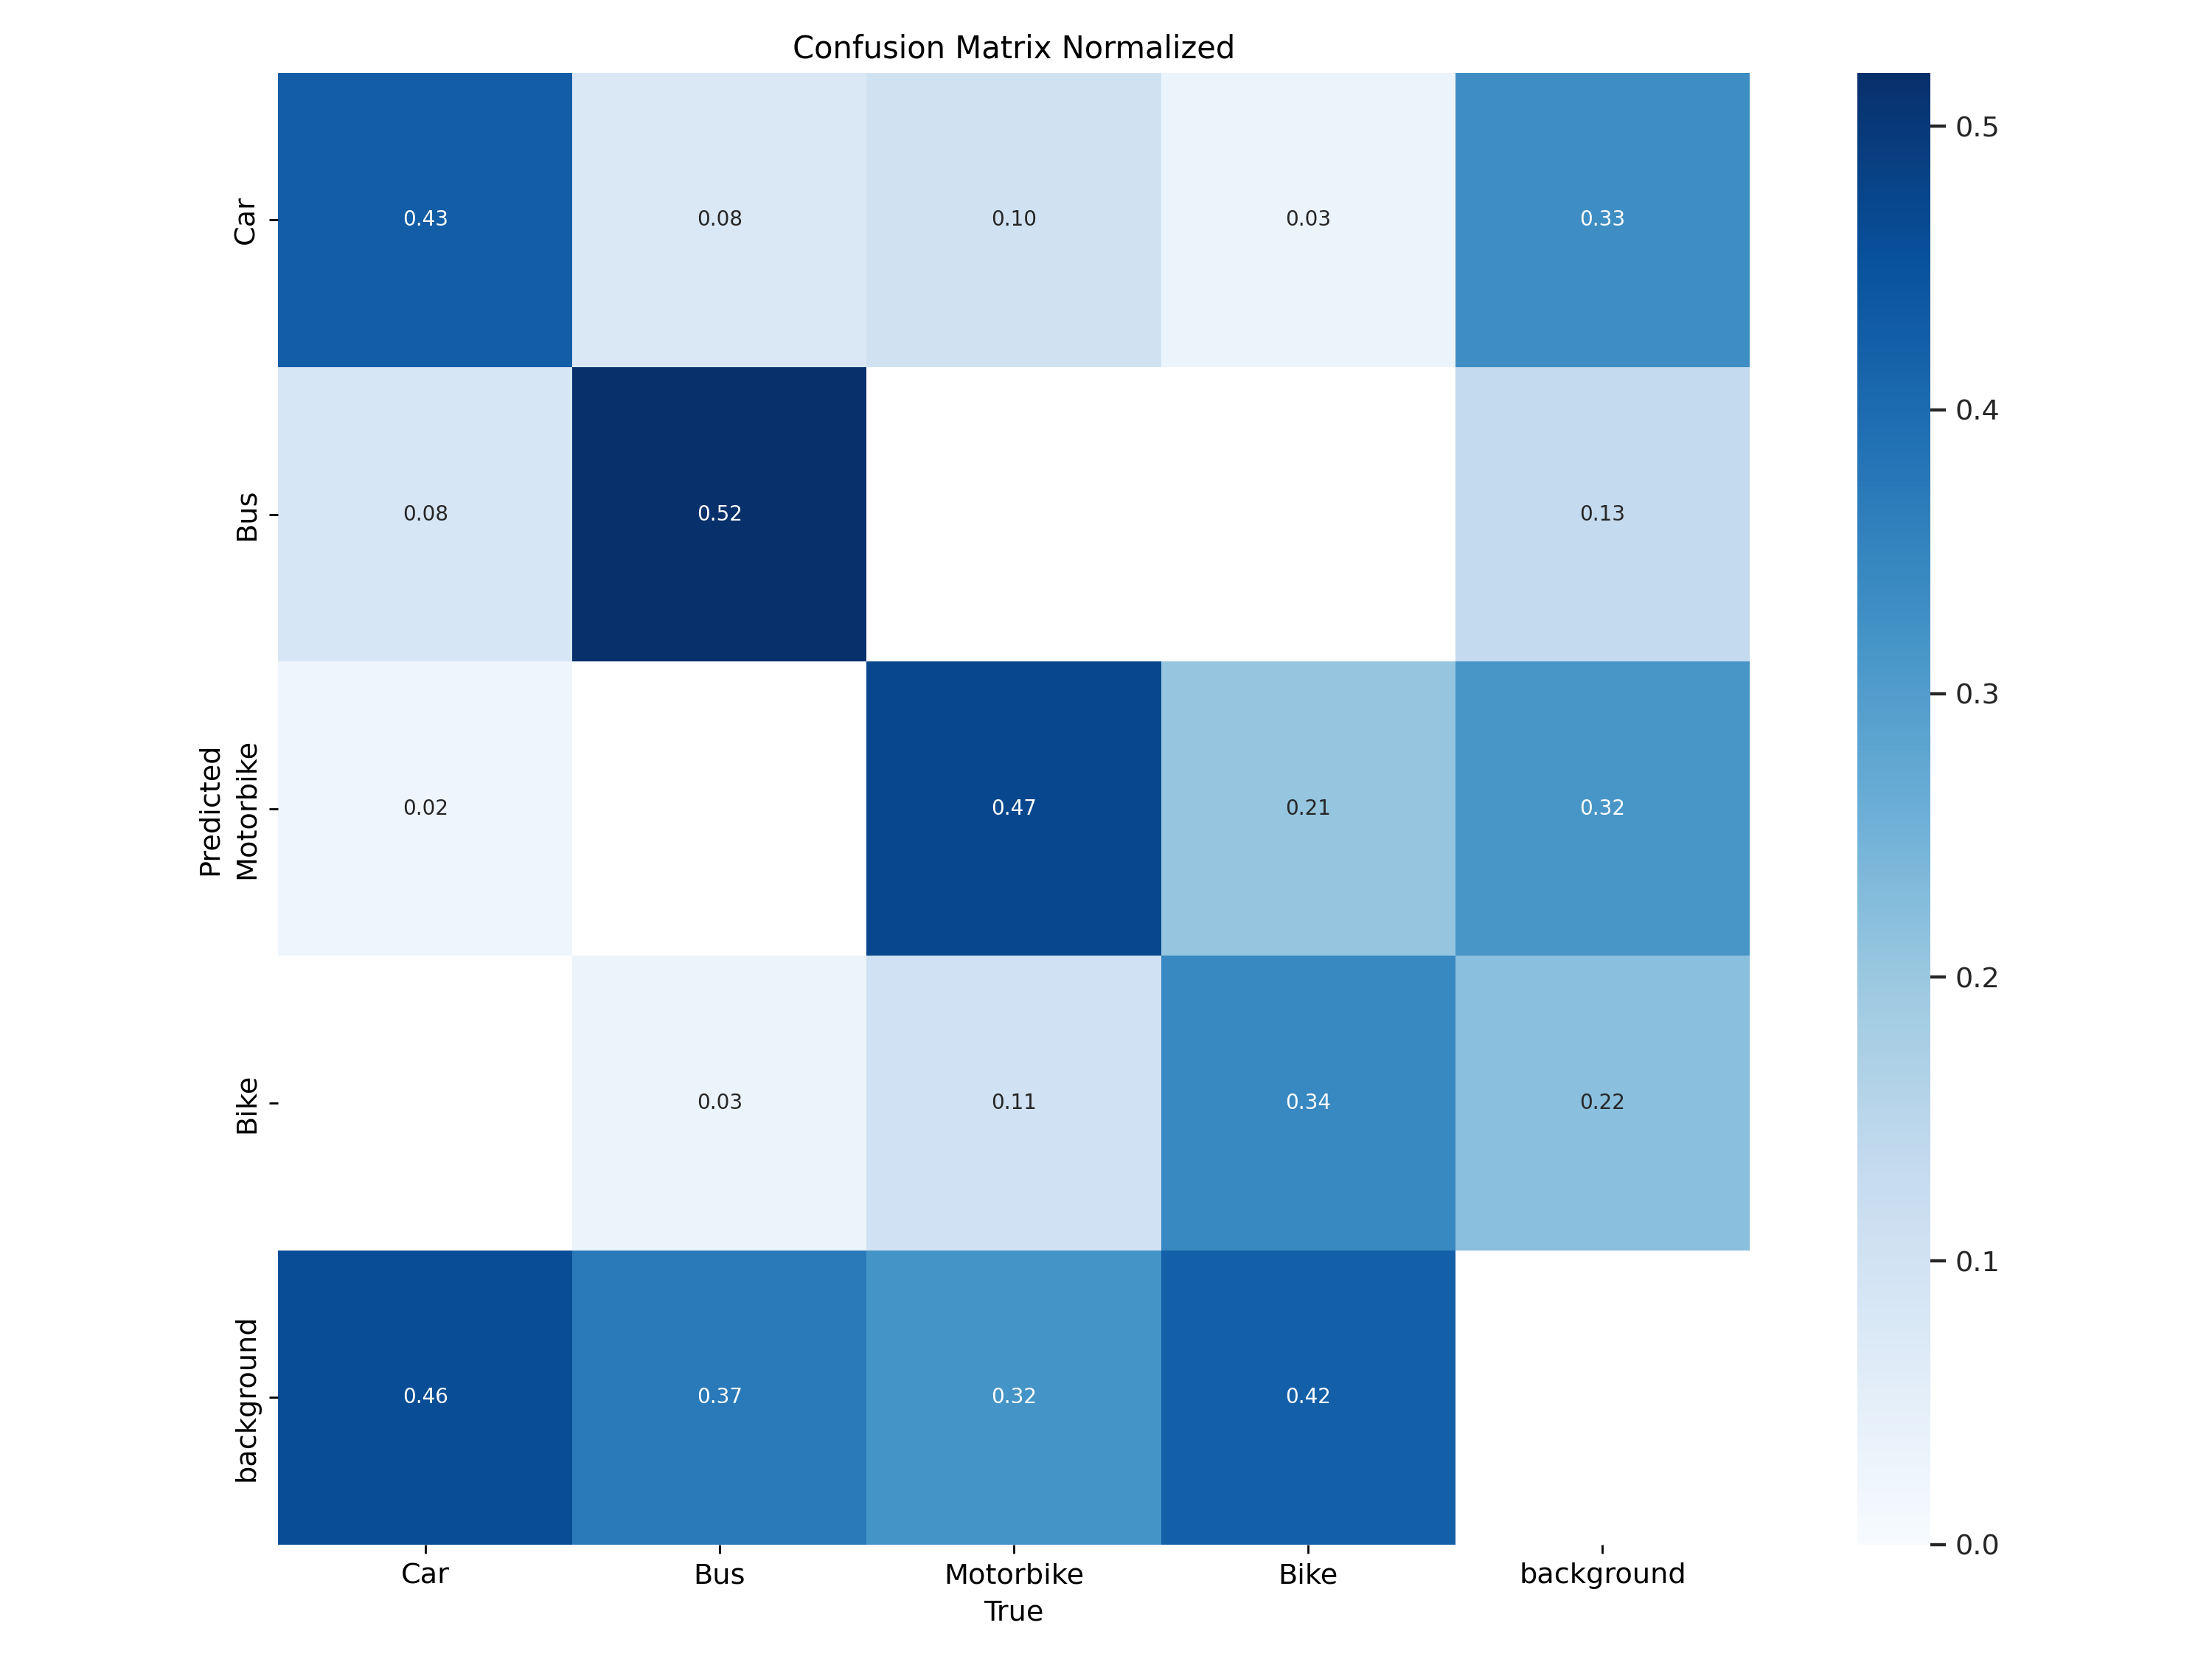 Confusion Matrix Normalized
Car 0.43 0.08 0.10 0.03 0.33
Bus 0.08 0.52 0.13
Predicted
Motorbike 0.02 0.47 0.21 0.32
Bike 0.03 0.11 0.34 0.22
background 0.46 0.37 0.32 0.42
Car Bus Motorbike Bike background
True
0.5
0.4
0.3
0.2
0.1
0.0